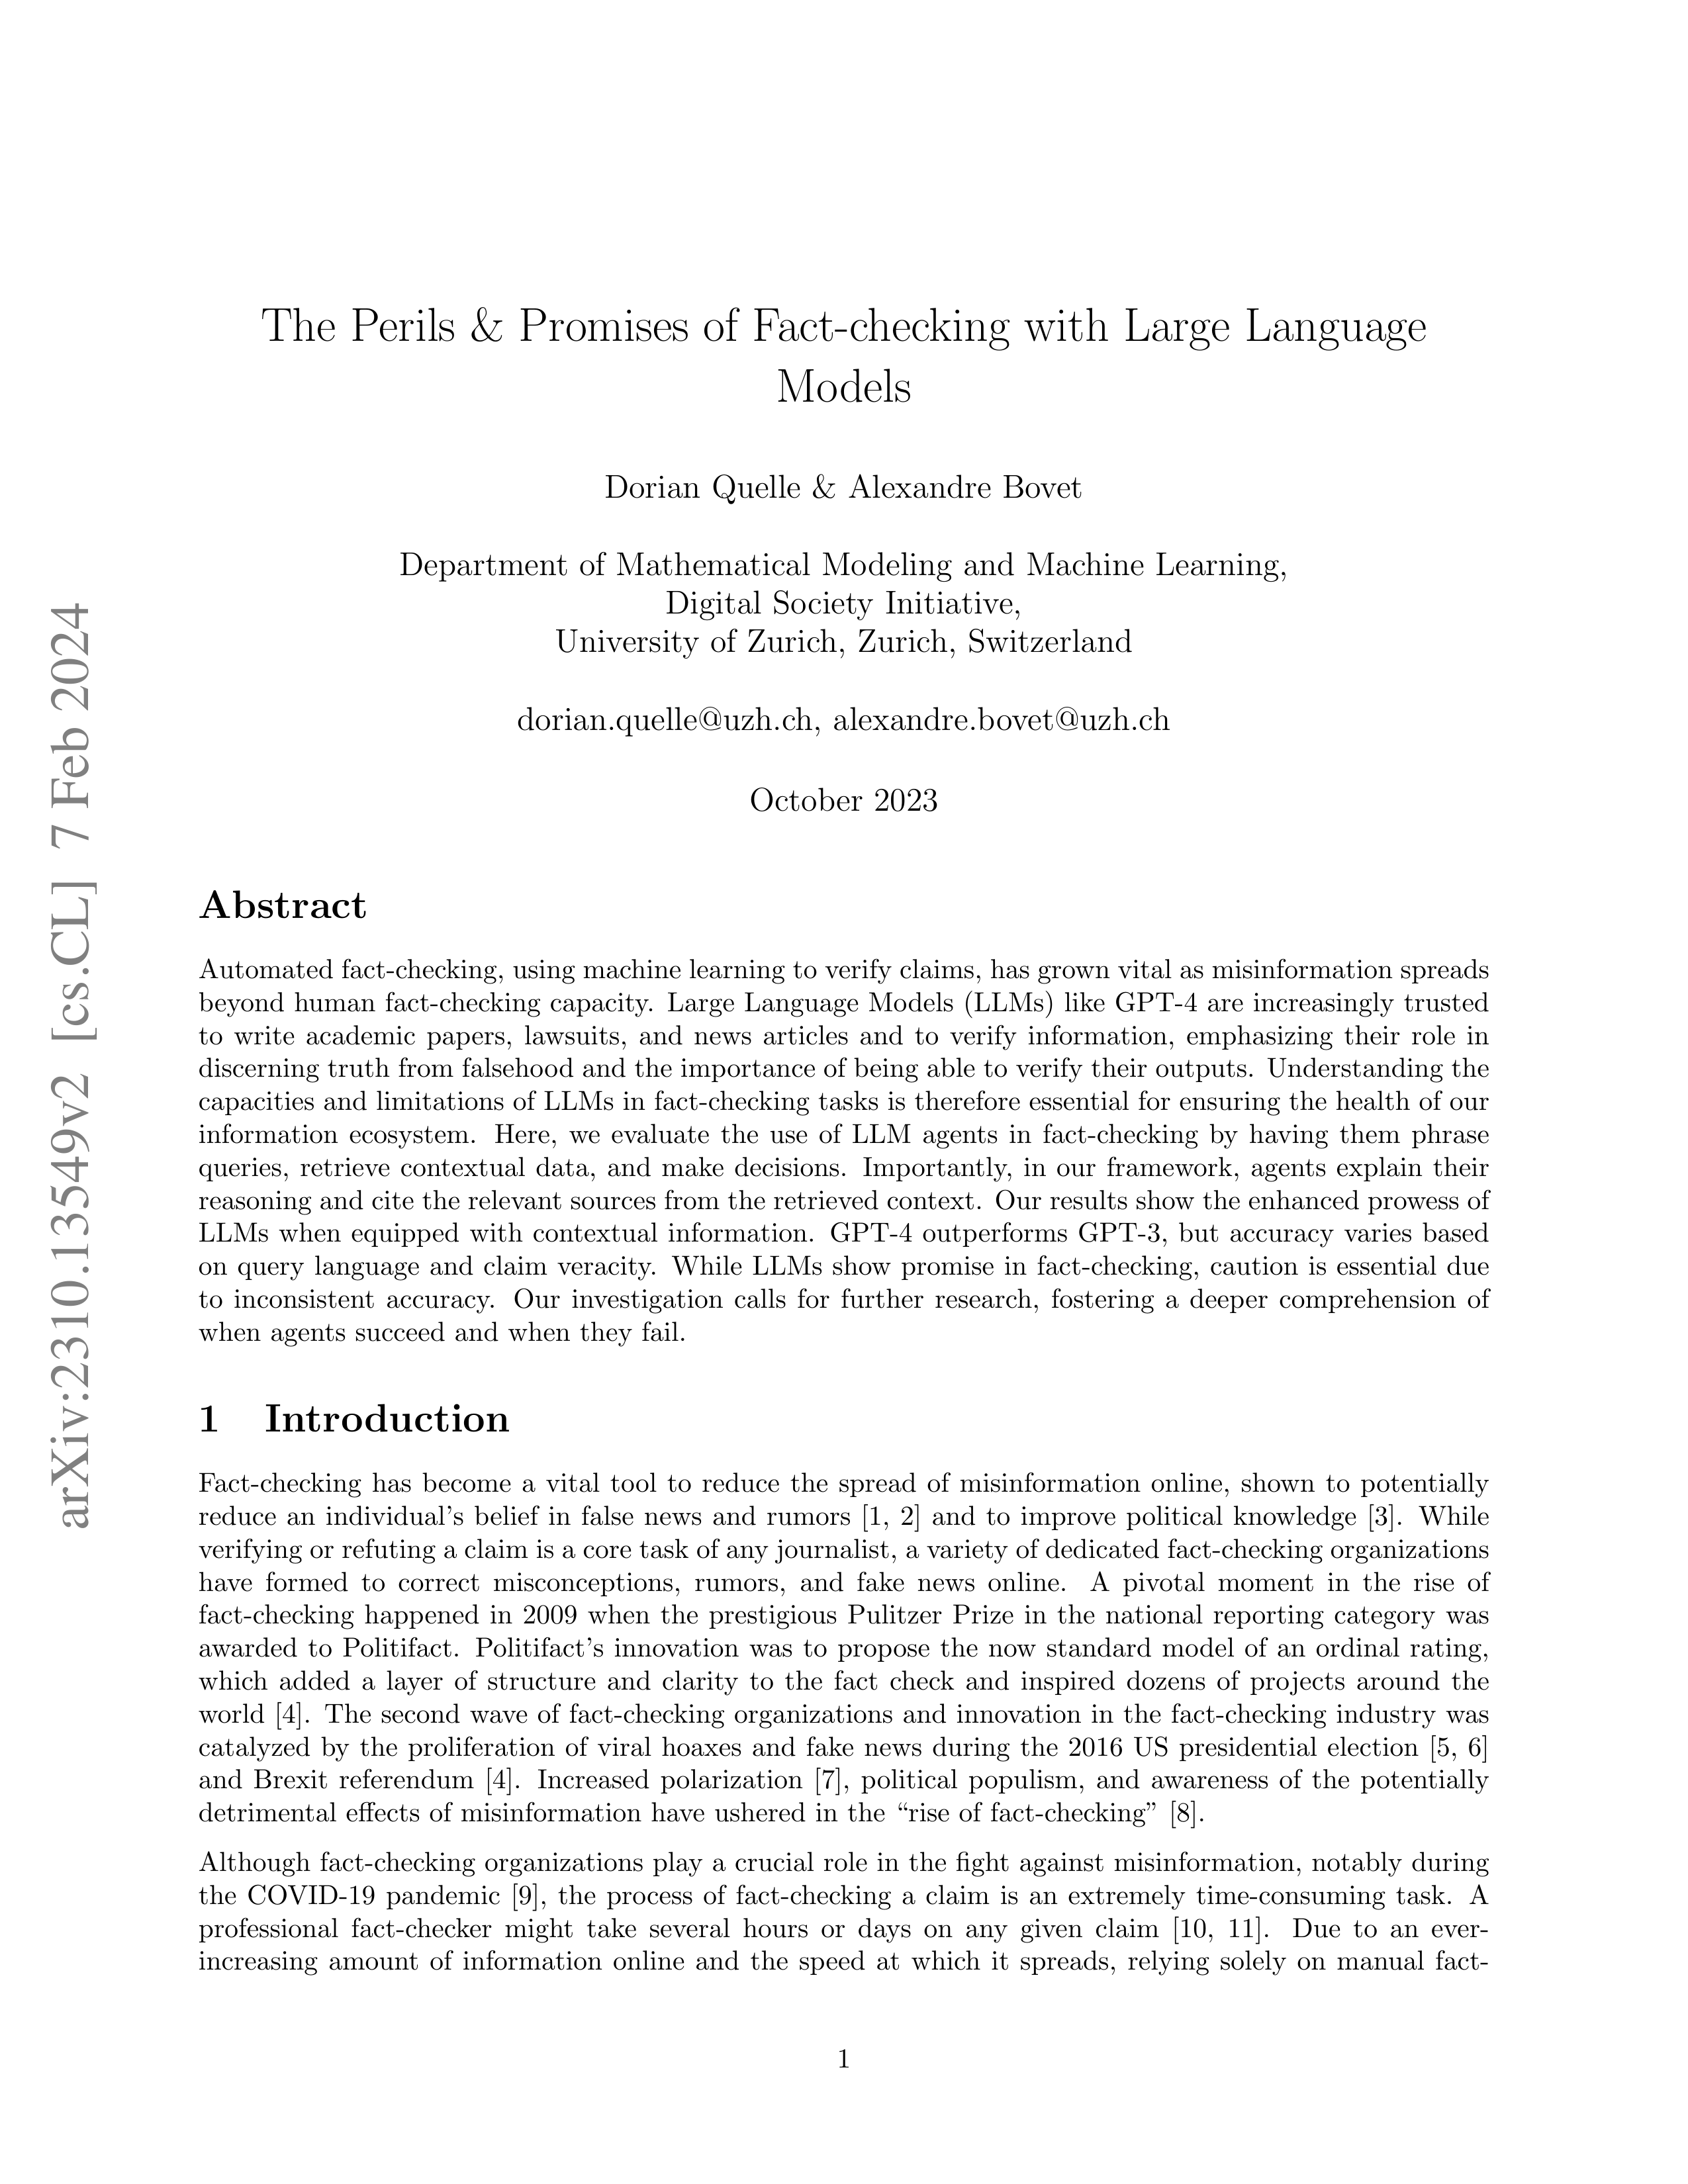 The Perils & Promises of Fact-checking with Large Language
Models
Dorian Quelle & Alexandre Bovet
Department of Mathematical Modeling and Machine Learning,
Digital Society Initiative,
University of Zurich, Zurich, Switzerland
dorian.quelle@uzh.ch, alexandre.bovet@uzh.ch
October 2023
arXiv:2310.13549v2 [cs.CL] 7 Feb 2024
Abstract
Automated fact-checking, using machine learning to verify claims, has grown vital as misinformation spreads
beyond human fact-checking capacity. Large Language Models (LLMs) like GPT-4 are increasingly trusted
to write academic papers, lawsuits, and news articles and to verify information, emphasizing their role in
discerning truth from falsehood and the importance of being able to verify their outputs. Understanding the
capacities and limitations of LLMs in fact-checking tasks is therefore essential for ensuring the health of our
information ecosystem. Here, we evaluate the use of LLM agents in fact-checking by having them phrase
queries, retrieve contextual data, and make decisions. Importantly, in our framework, agents explain their
reasoning and cite the relevant sources from the retrieved context. Our results show the enhanced prowess of
LLMs when equipped with contextual information. GPT-4 outperforms GPT-3, but accuracy varies based
on query language and claim veracity. While LLMs show promise in fact-checking, caution is essential due
to inconsistent accuracy. Our investigation calls for further research, fostering a deeper comprehension of
when agents succeed and when they fail.
1 Introduction
Fact-checking has become a vital tool to reduce the spread of misinformation online, shown to potentially
reduce an individual's belief in false news and rumors [1, 2] and to improve political knowledge [3]. While
verifying or refuting a claim is a core task of any journalist, a variety of dedicated fact-checking organizations
have formed to correct misconceptions, rumors, and fake news online. A pivotal moment in the rise of
fact-checking happened in 2009 when the prestigious Pulitzer Prize in the national reporting category was
awarded to Politifact. Politifact's innovation was to propose the now standard model of an ordinal rating,
which added a layer of structure and clarity to the fact check and inspired dozens of projects around the
world [4]. The second wave of fact-checking organizations and innovation in the fact-checking industry was
catalyzed by the proliferation of viral hoaxes and fake news during the 2016 US presidential election [5, 6]
and Brexit referendum [4]. Increased polarization [7], political populism, and awareness of the potentially
detrimental effects of misinformation have ushered in the “rise of fact-checking” [8].
Although fact-checking organizations play a crucial role in the fight against misinformation, notably during
the COVID-19 pandemic [9], the process of fact-checking a claim is an extremely time-consuming task. A
professional fact-checker might take several hours or days on any given claim [10, 11]. Due to an ever-
increasing amount of information online and the speed at which it spreads, relying solely on manual fact-
1